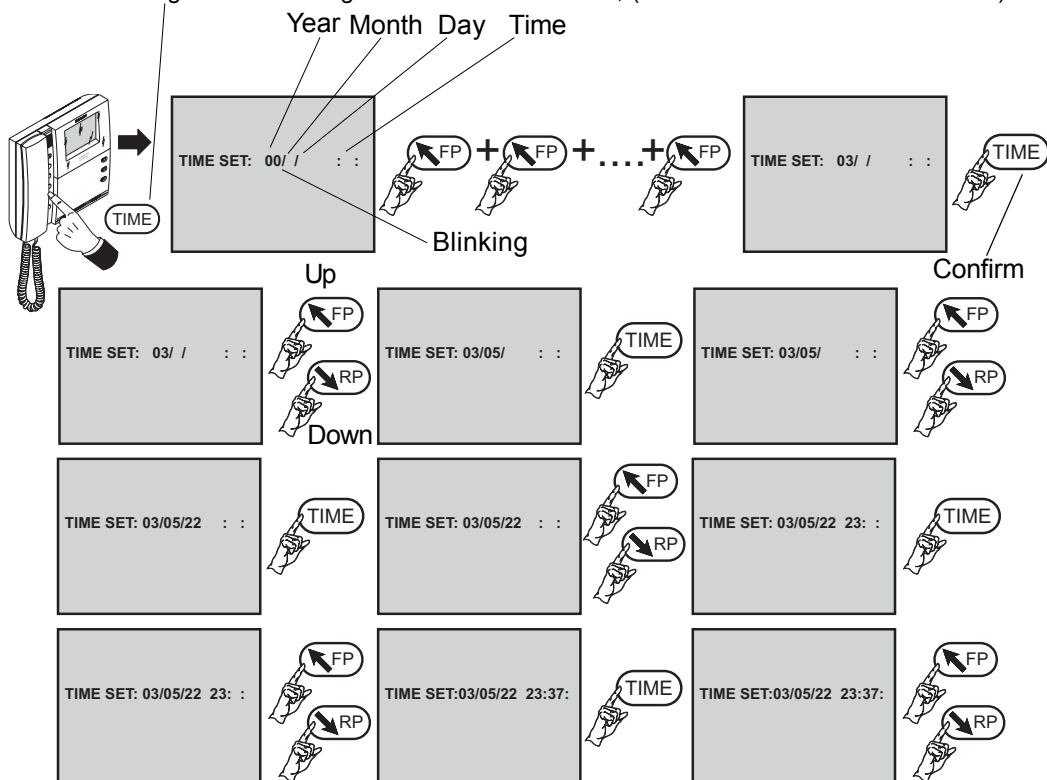 Year Month Day Time
TIME SET: 00/ / : :
FP + FP +....+ FP
TIME SET: 03/ / : :
TIME
TIME
Blinking
Confirm
Up
TIME SET: 03/ / : :
FP
RP
Down
TIME SET: 03/05/ : :
TIME
TIME SET: 03/05/ : :
FP
RP
TIME SET: 03/05/22 : :
TIME
TIME SET: 03/05/22 : :
FP
RP
TIME SET: 03/05/22 23: :
TIME
TIME SET: 03/05/22 23: :
FP
RP
TIME SET:03/05/22 23:37:
TIME
TIME SET:03/05/22 23:37:
FP
RP